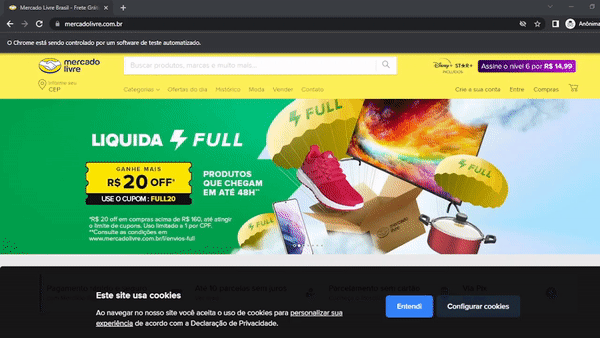 Mercado Livre Brasil - Frete Grát
mercadolivre.com.br
Anônima
O Chrome está sendo controlado por um software de teste automatizado.
mercado
livre
Buscar produtos, marcas e muito mais...
Disney+ STAR+
INCLUÍDOS
Assine o nível 6 por R$ 14,99
Informe seu
CEP
Categorias
Ofertas do dia
Histórico
Moda
Vender
Contato
Crie a sua conta
Entre
Compras
LIQUIDA FULL
GANHE MAIS
R$ 20 OFF*
USE O CUPOM: FULL20
PRODUTOS
QUE CHEGAM
EM ATÉ 48H**
*R$ 20 off em compras acima de R$ 160, até atingir
o limite de cupons. Uso limitado a 1 por CPF.
**Consulte as condições em
www.mercadolivre.com.br/l/envios-full
FULL
FULL
FULL
mercado
livre
Este site usa cookies
Ao navegar no nosso site você aceita o uso de cookies para personalizar sua
experiência de acordo com a Declaração de Privacidade.
Entendi
Configurar cookies